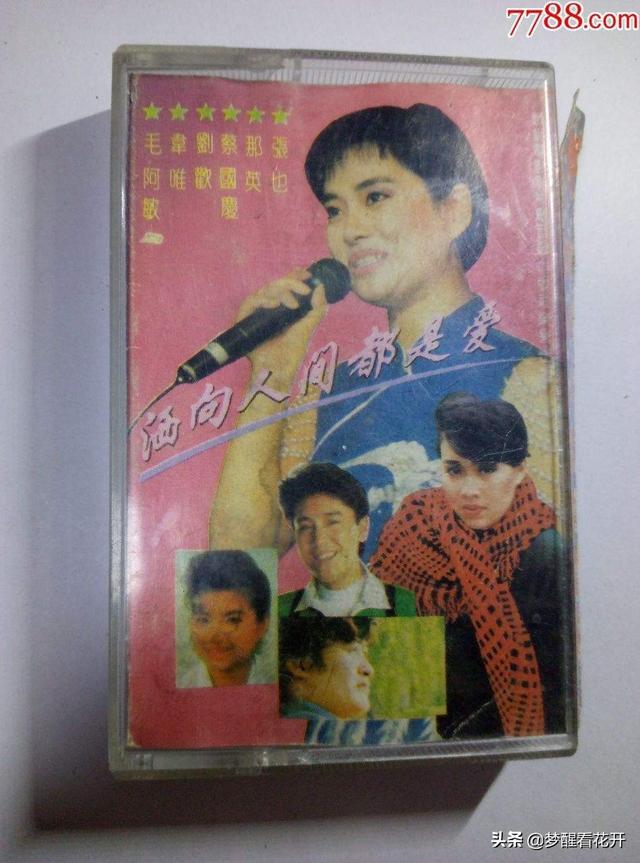 7788.com
張也
那英
蔡國慶
劉歡
韋唯
毛阿敏
洒向人间都是爱
头条 @梦醒看花开